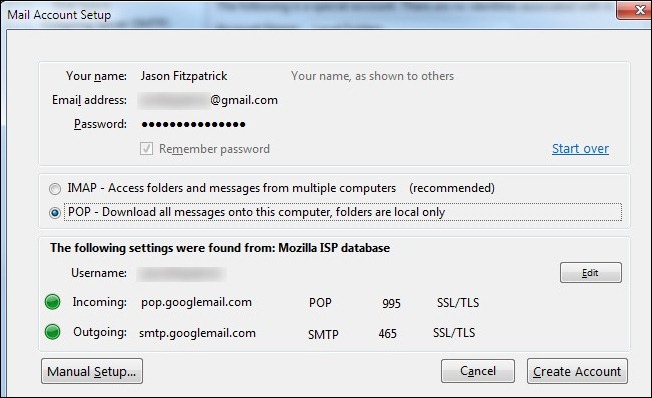 Mail Account Setup
Your name: Jason Fitzpatrick Your name, as shown to others
Email address: @gmail.com
Password: •••••••••••••••
Remember password Start over
IMAP - Access folders and messages from multiple computers (recommended)
POP - Download all messages onto this computer, folders are local only
The following settings were found from: Mozilla ISP database
Username: Edit
Incoming: pop.googlemail.com POP 995 SSL/TLS
Outgoing: smtp.googlemail.com SMTP 465 SSL/TLS
Manual Setup... Cancel Create Account